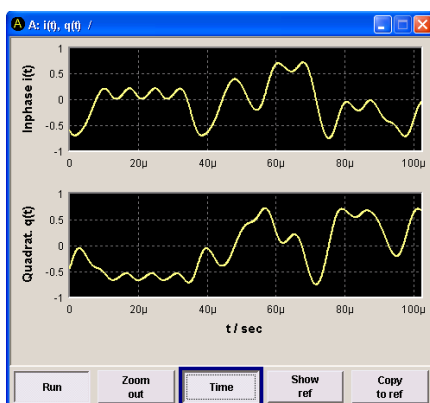 A A: i(t), q(t) /
Inphase i(t)
1
0.5
0
-0.5
-1
0 20µ 40µ 60µ 80µ 100µ
Quadrat. q(t)
1
0.5
0
-0.5
-1
0 20µ 40µ 60µ 80µ 100µ
t / sec
Run
Zoom
out
Time
Show
ref
Copy
to ref